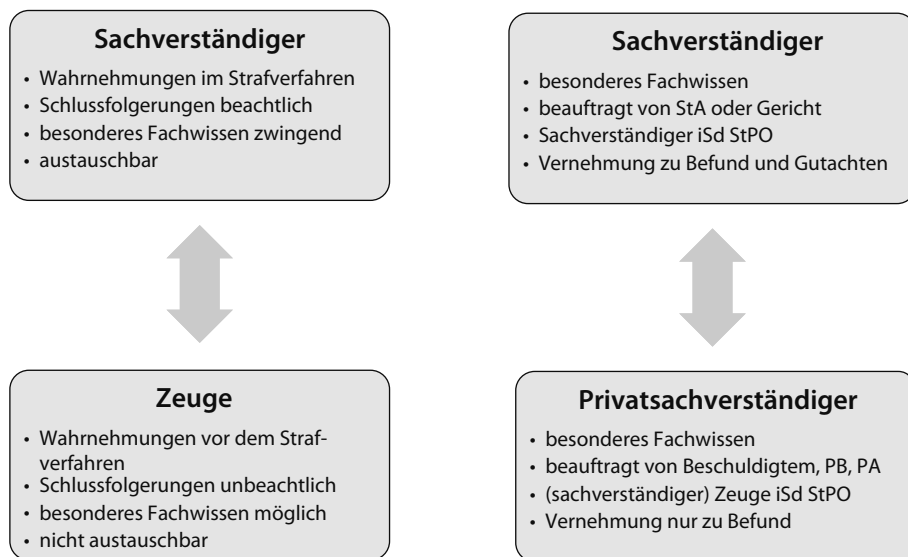 Sachverständiger
• Wahrnehmungen im Strafverfahren
• Schlussfolgerungen beachtlich
• besonderes Fachwissen zwingend
• austauschbar
Sachverständiger
• besonderes Fachwissen
• beauftragt von StA oder Gericht
• Sachverständiger iSd StPO
• Vernehmung zu Befund und Gutachten
Zeuge
• Wahrnehmungen vor dem Straf-
verfahren
• Schlussfolgerungen unbeachtlich
• besonderes Fachwissen möglich
• nicht austauschbar
Privatsachverständiger
• besonderes Fachwissen
• beauftragt von Beschuldigtem, PB, PA
• (sachverständiger) Zeuge iSd StPO
• Vernehmung nur zu Befund